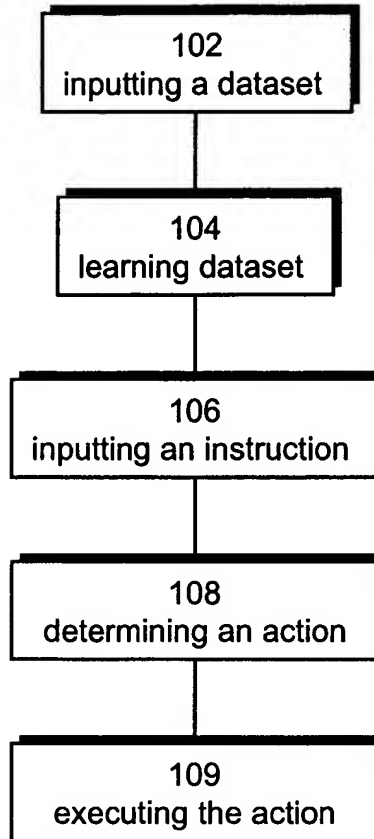 102
inputting a dataset
104
learning dataset
106
inputting an instruction
108
determining an action
109
executing the action